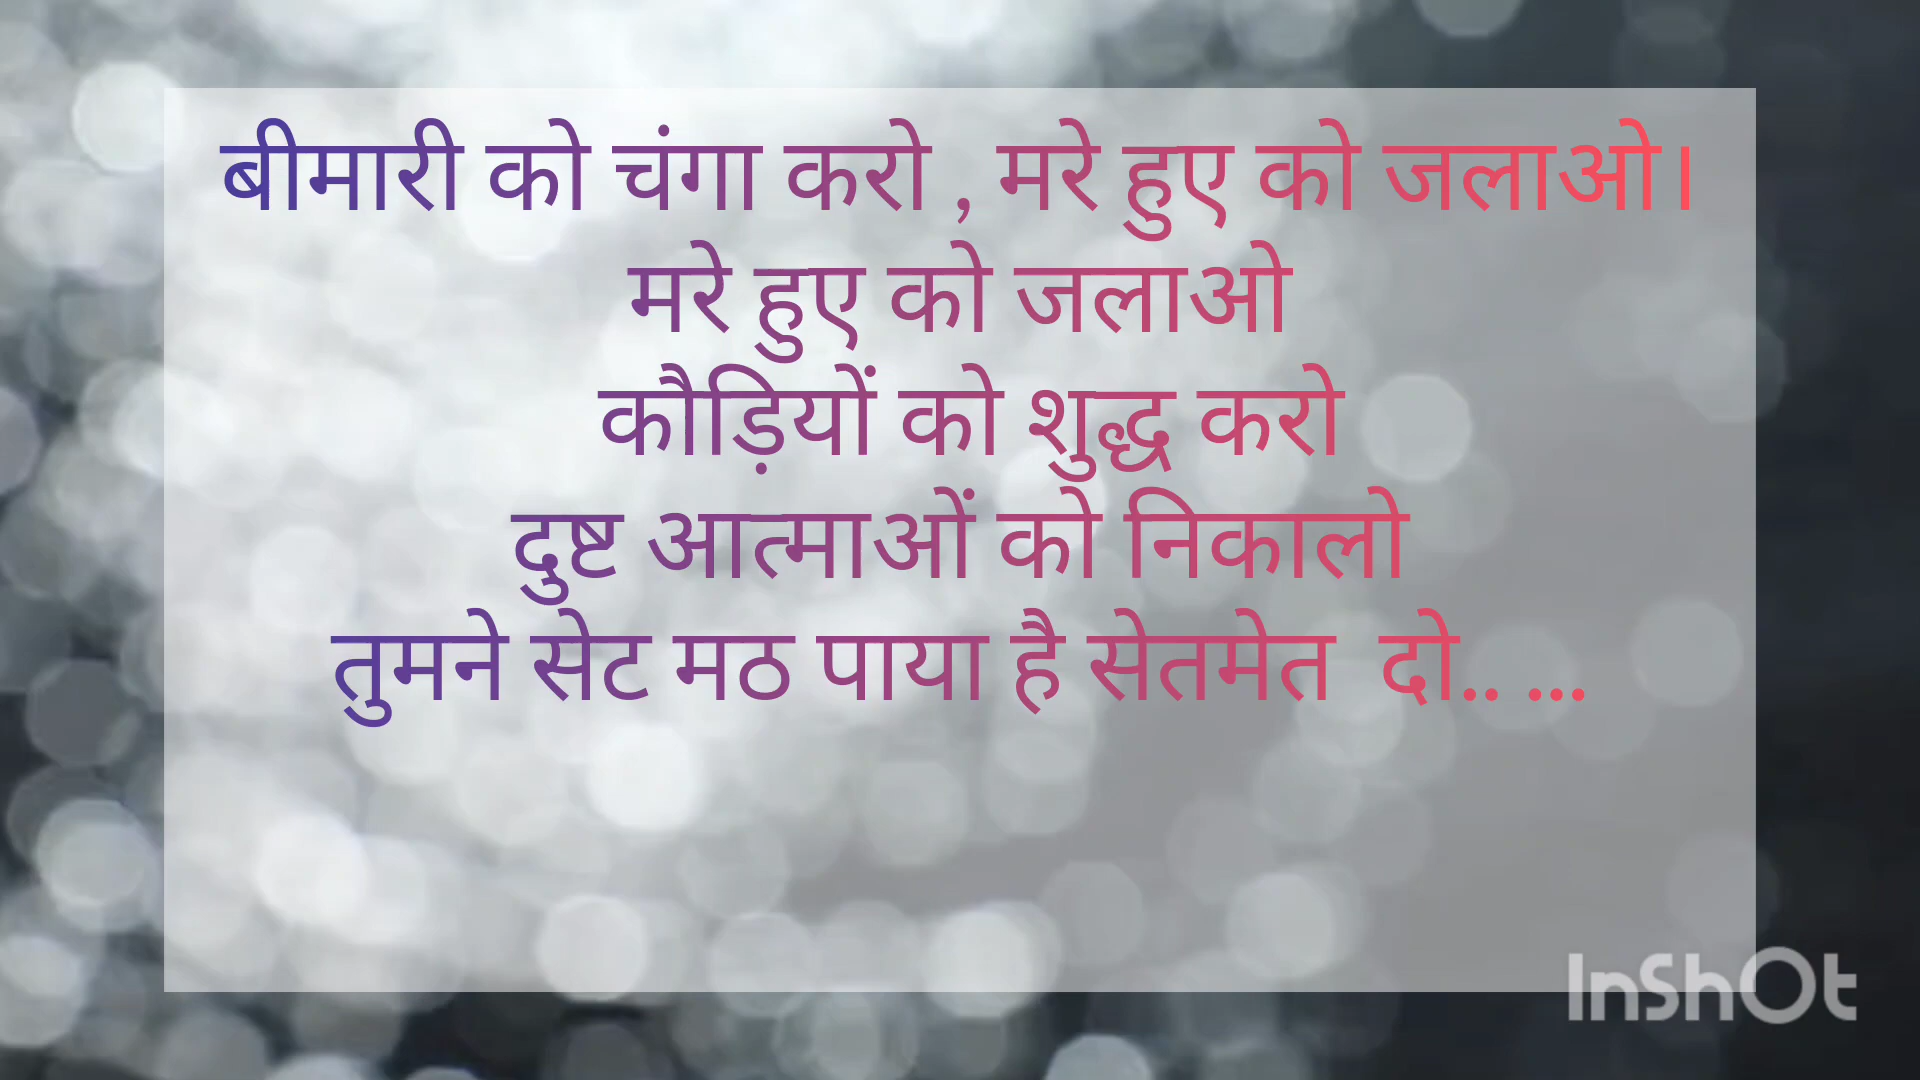 बीमारी को चंगा करो , मरे हुए को जलाओ।
मरे हुए को जलाओ
कौड़ियों को शुद्ध करो
दुष्ट आत्माओं को निकालो
तुमने सेट मठ पाया है सेतमेत दो.. ...
InShOt